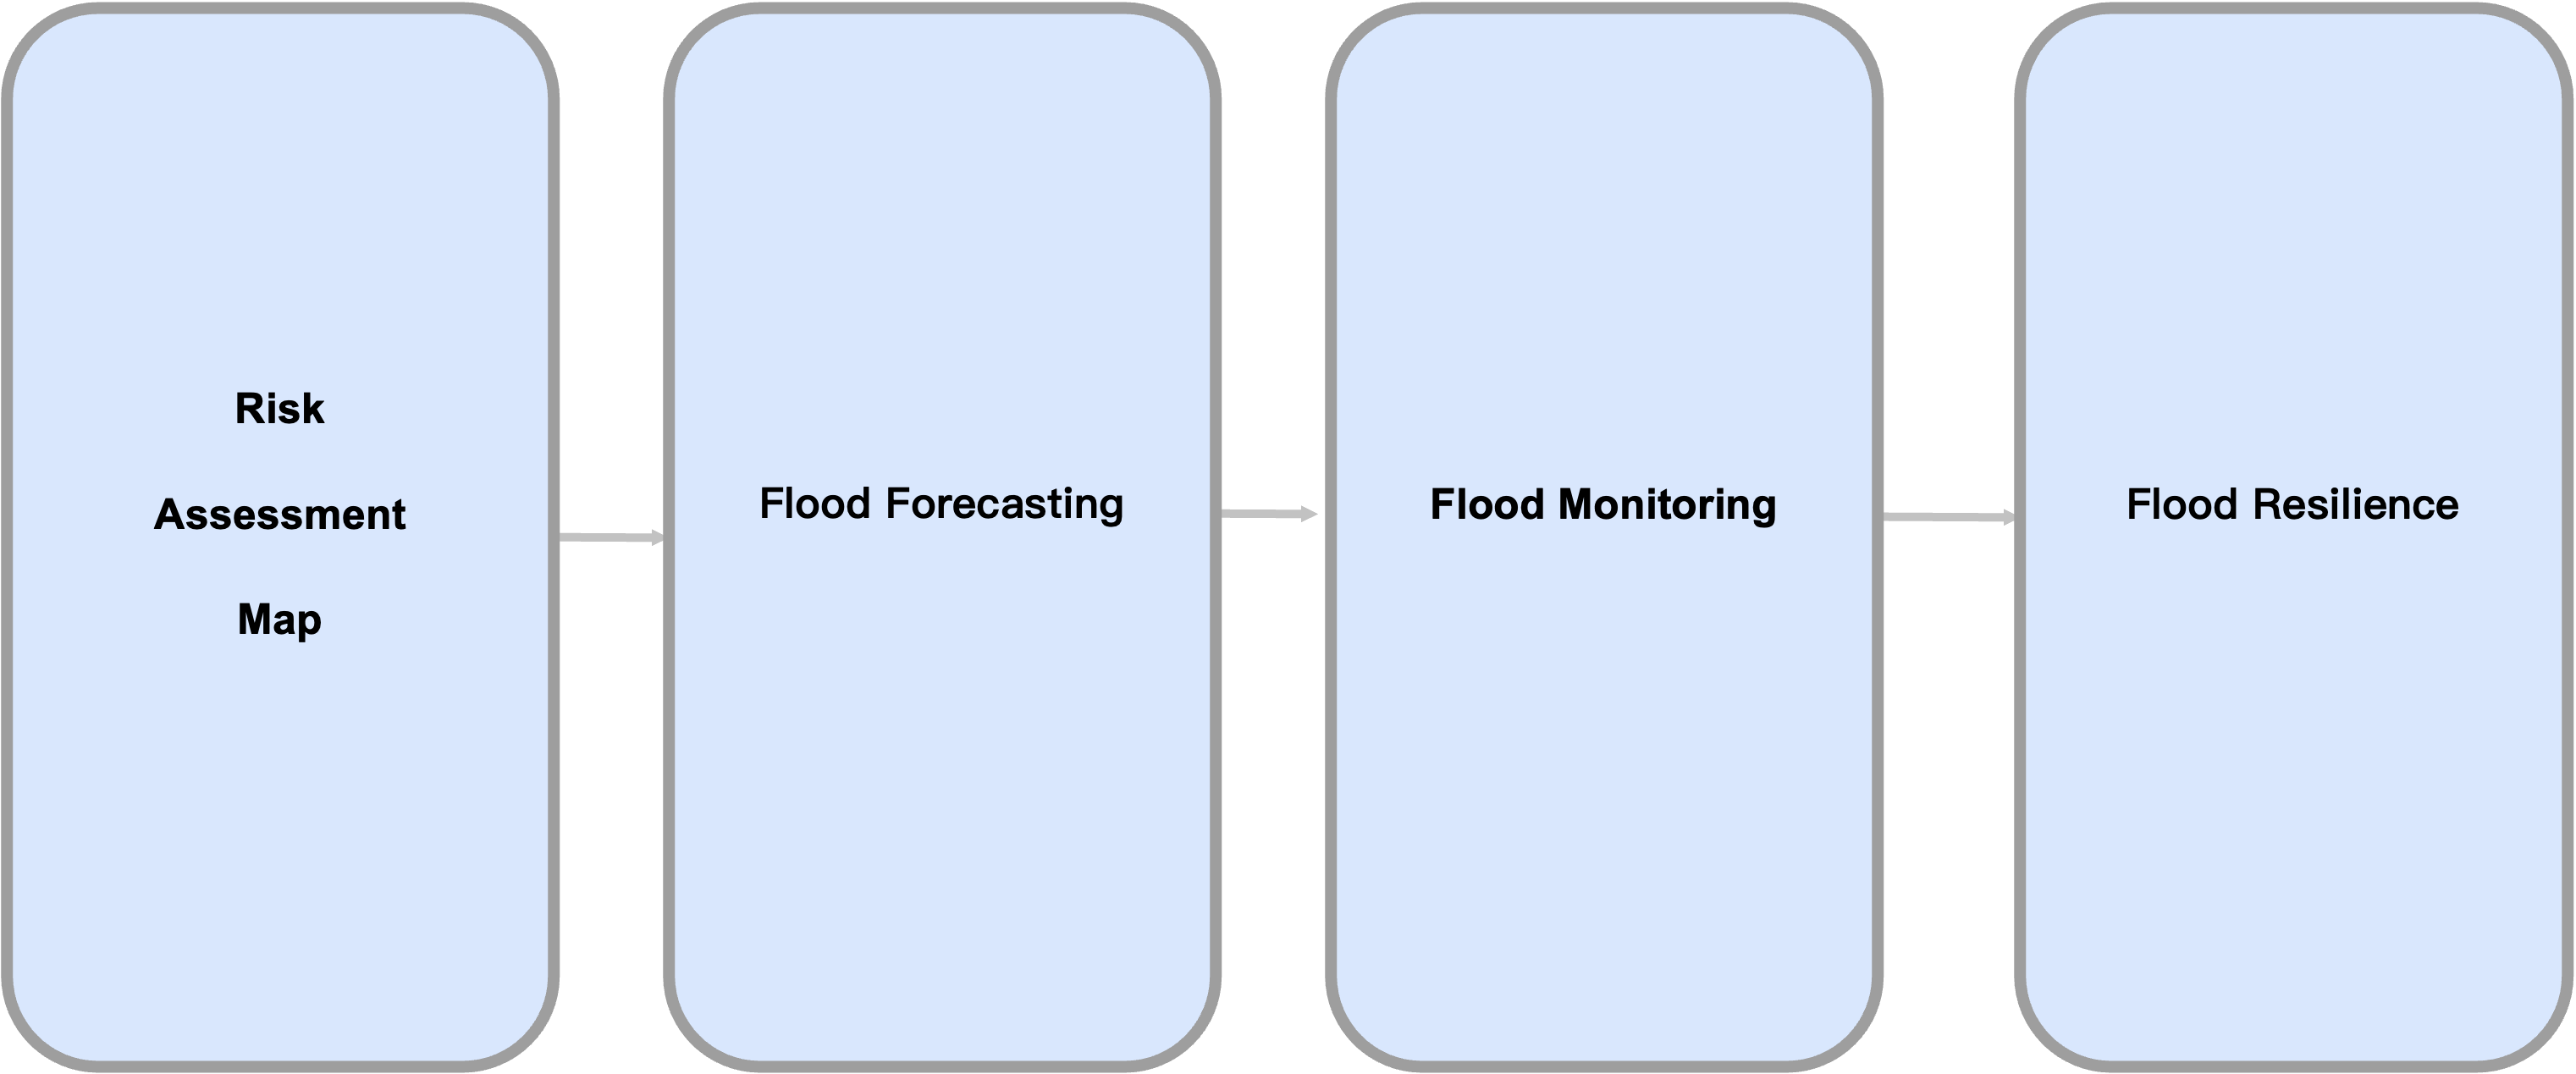 Risk
Assessment
Map
Flood Forecasting
Flood Monitoring
Flood Resilience